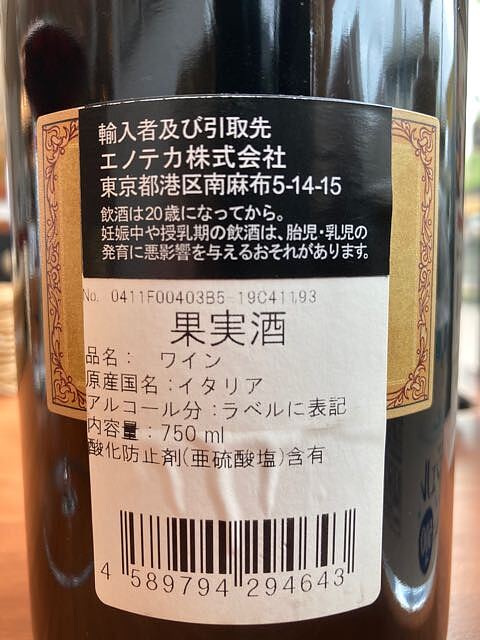 輸入者及び引取先
エノテカ株式会社
東京都港区南麻布5-14-15
飲酒は20歳になってから。
妊娠中や授乳期の飲酒は、胎児・乳児の
発育に悪影響を与えるおそれがあります。
No. 0411F00403B5-19C41193
果実酒
品名: ワイン
原産国名:イタリア
アルコール分:ラベルに表記
内容量:750 ml
酸化防止剤(亜硫酸塩)含有
4 589794 294643